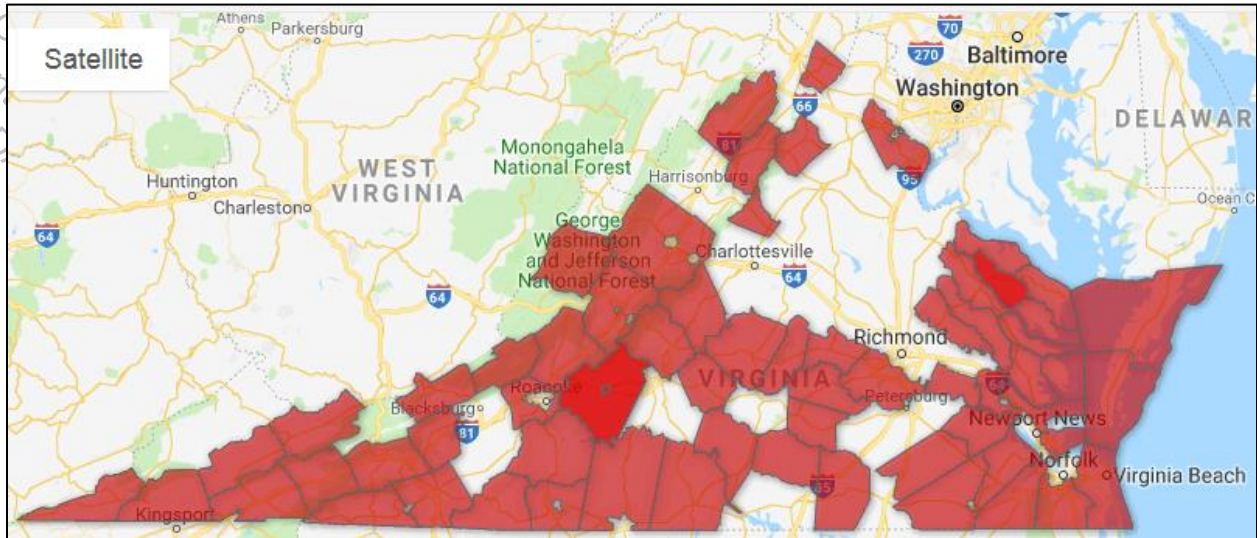 Athens
Parkersburg
Satellite
70
270
Baltimore
Washington
66
DELAWAR
Monongahela
National Forest
81
WEST
VIRGINIA
Huntington
Harrisonburg
95
Charleston
64
George
Washington
and Jefferson
National Forest
Ocean C
Charlottesville
64
64
Richmond
Roanoke
VIRGINIA
64
Blacksburg
Petersburg
81
Newport News
Norfolk
Virginia Beach
85
Kingsport